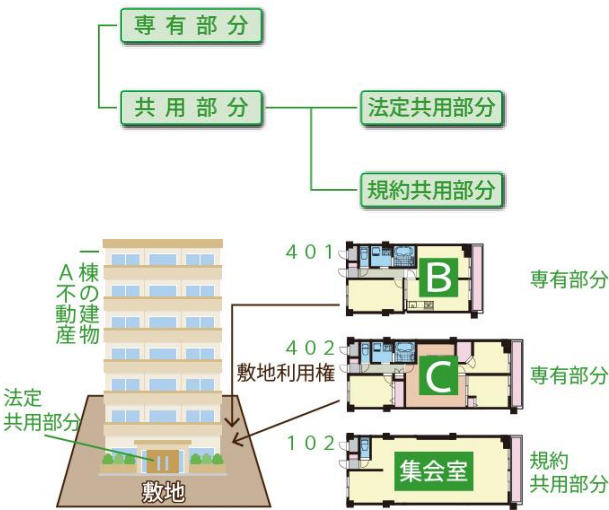 専有部分
共用部分
法定共用部分
規約共用部分
一棟の建物
A不動産
401
B
専有部分
402
敷地利用権
C
専有部分
法定
共用部分
102
集会室
規約
共用部分
敷地